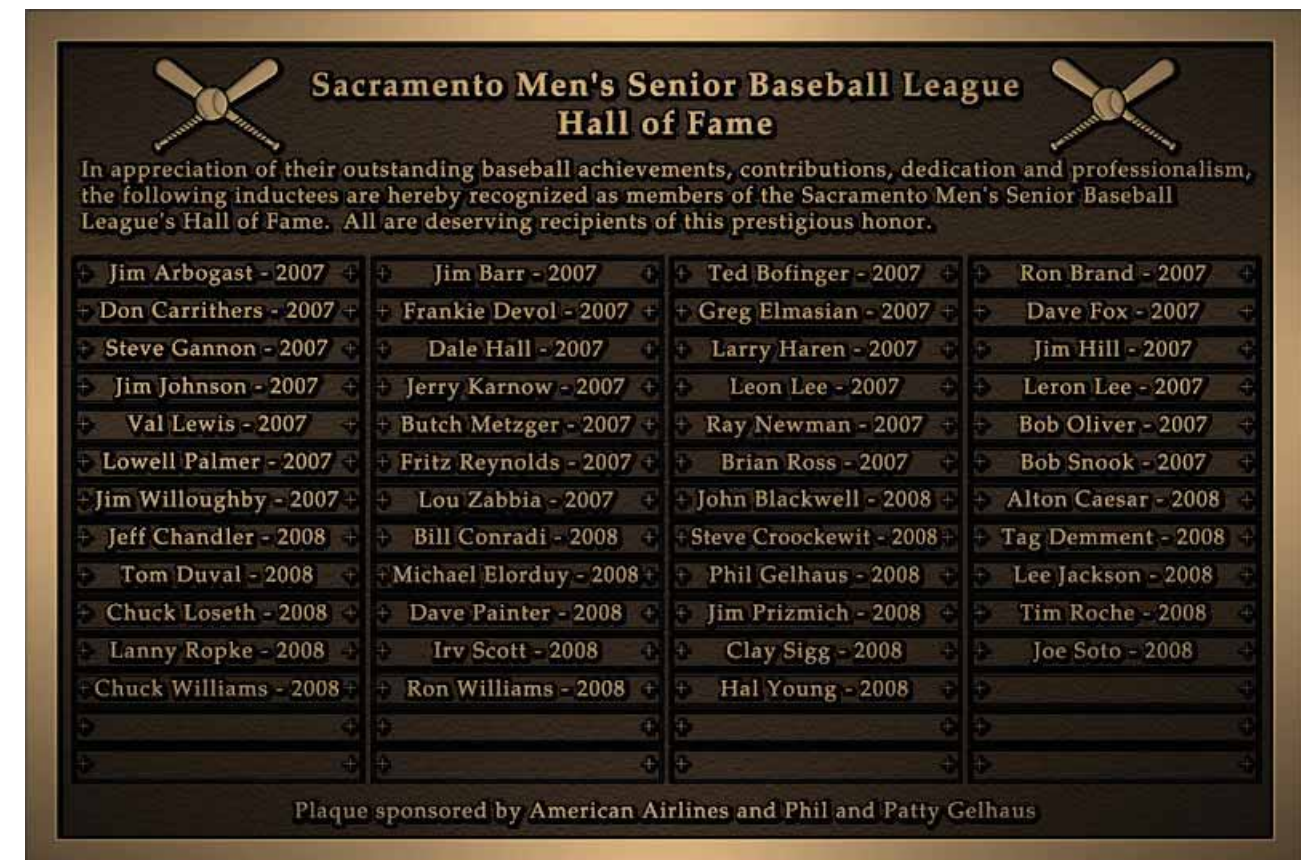 Sacramento Men's Senior Baseball League
Hall of Fame
In appreciation of their outstanding baseball achievements, contributions, dedication and professionalism,
the following inductees are hereby recognized as members of the Sacramento Men's Senior Baseball
League's Hall of Fame. All are deserving recipients of this prestigious honor.
Jim Arbogast - 2007 Jim Barr - 2007 Ted Bofinger - 2007 Ron Brand - 2007
Don Carrithers - 2007 Frankie Devol - 2007 Greg Elmasian - 2007 Dave Fox - 2007
Steve Gannon - 2007 Dale Hall - 2007 Larry Haren - 2007 Jim Hill - 2007
Jim Johnson - 2007 Jerry Karnow - 2007 Leon Lee - 2007 Leron Lee - 2007
Val Lewis - 2007 Butch Metzger - 2007 Ray Newman - 2007 Bob Oliver - 2007
Lowell Palmer - 2007 Fritz Reynolds - 2007 Brian Ross - 2007 Bob Snook - 2007
Jim Willoughby - 2007 Lou Zabbia - 2007 John Blackwell - 2008 Alton Caesar - 2008
Jeff Chandler - 2008 Bill Conradi - 2008 Steve Croockewit - 2008 Tag Demment - 2008
Tom Duval - 2008 Michael Elorduy - 2008 Phil Gelhaus - 2008 Lee Jackson - 2008
Chuck Loseth - 2008 Dave Painter - 2008 Jim Prizmich - 2008 Tim Roche - 2008
Lanny Ropke - 2008 Irv Scott - 2008 Clay Sigg - 2008 Joe Soto - 2008
Chuck Williams - 2008 Ron Williams - 2008 Hal Young - 2008
Plaque sponsored by American Airlines and Phil and Patty Gelhaus